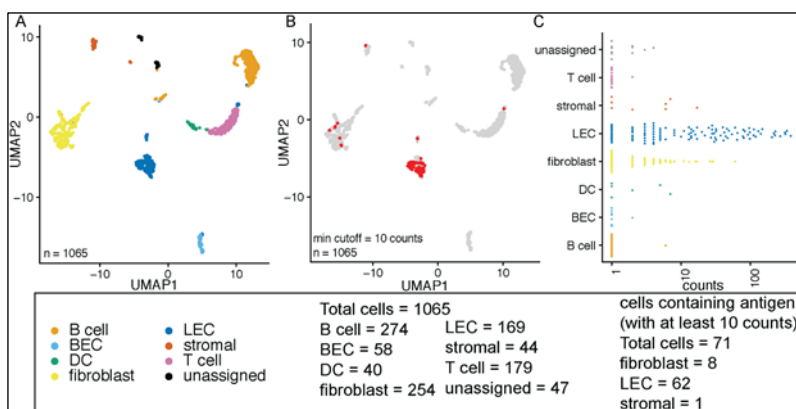 A
B
C
10
0
−10
UMAP2
n = 1065
−10
0
10
UMAP1
10
0
−10
UMAP2
min cutoff = 10 counts
n = 1065
−10
0
10
UMAP1
unassigned
T cell
stromal
LEC
fibroblast
DC
BEC
B cell
1
10
100
counts
B cell
BEC
DC
fibroblast
LEC
stromal
T cell
unassigned
Total cells = 1065
B cell = 274
BEC = 58
DC = 40
fibroblast = 254
LEC = 169
stromal = 44
T cell = 179
unassigned = 47
cells containing antigen
(with at least 10 counts)
Total cells = 71
fibroblast = 8
LEC = 62
stromal = 1